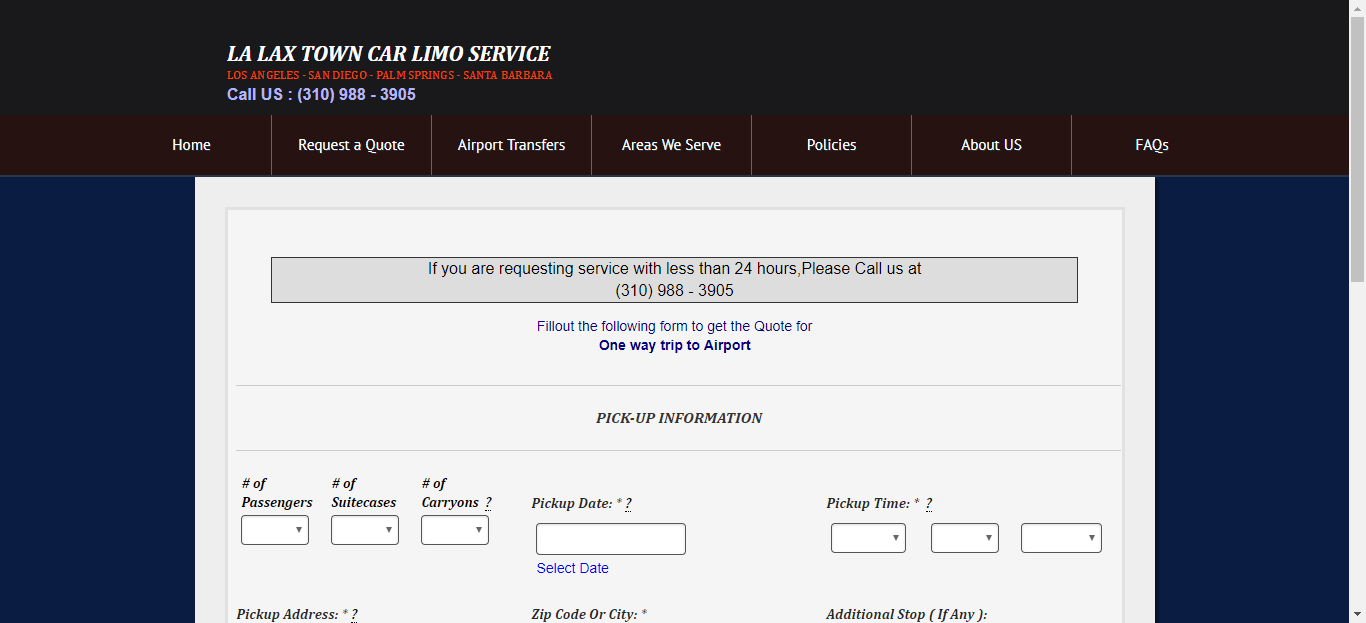 LA LAX TOWN CAR LIMO SERVICE
LOS ANGELES - SAN DIEGO - PALM SPRINGS - SANTA BARBARA
Call US : (310) 988 - 3905
Home Request a Quote Airport Transfers Areas We Serve Policies About US FAQs
If you are requesting service with less than 24 hours,Please Call us at
(310) 988 - 3905
Fillout the following form to get the Quote for
One way trip to Airport
PICK-UP INFORMATION
# of Passengers
# of Suitecases
# of Carryons ?
Pickup Date: * ?
Select Date
Pickup Time: * ?
Pickup Address: * ?
Zip Code Or City: *
Additional Stop ( If Any ):